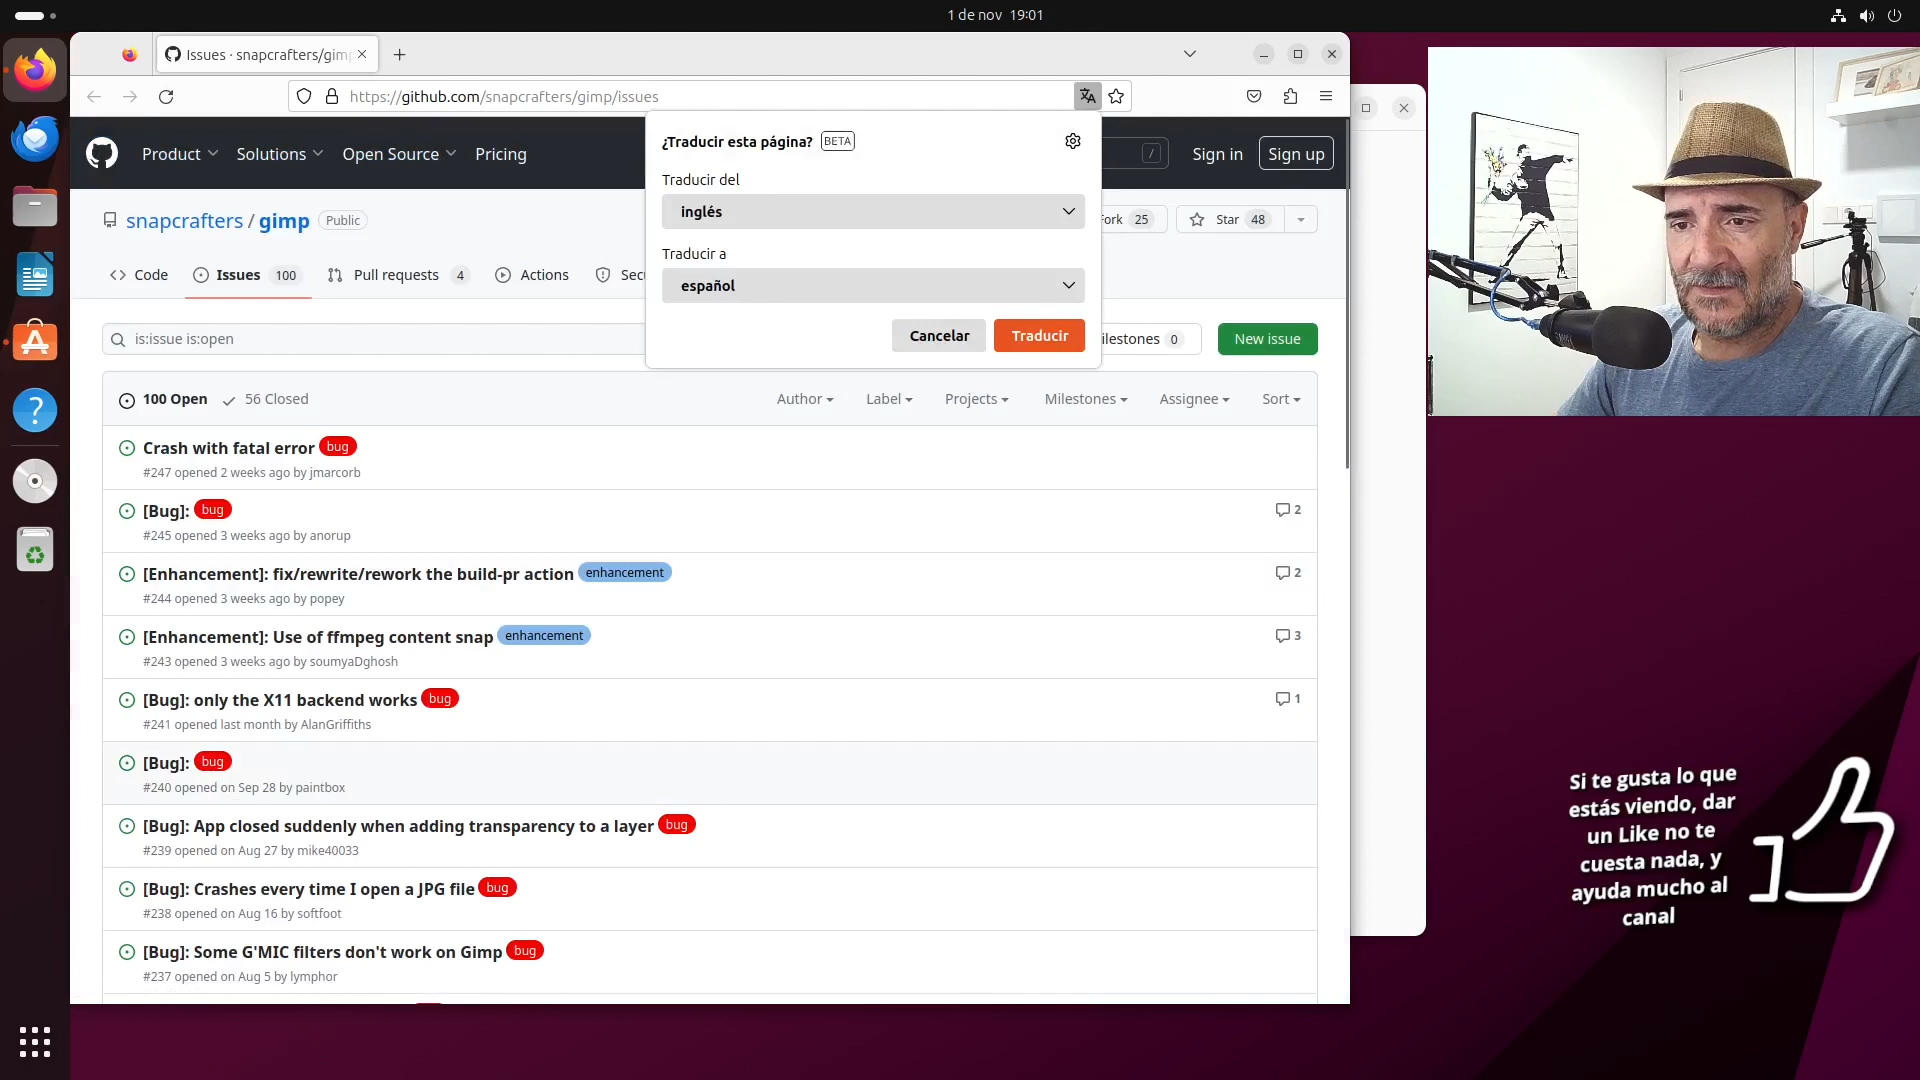 1 de nov 19:01
Issues · snapcrafters/gimp
https://github.com/snapcrafters/gimp/issues
Product
Solutions
Open Source
Pricing
/
Sign in
Sign up
¿Traducir esta página? BETA
Traducir del
inglés
Traducir a
español
Cancelar
Traducir
snapcrafters / gimp Public
Fork 25
Star 48
Code
Issues 100
Pull requests 4
Actions
Secu
is:issue is:open
ilestones 0
New issue
100 Open
56 Closed
Author
Label
Projects
Milestones
Assignee
Sort
Crash with fatal error bug
#247 opened 2 weeks ago by jmarcorb
[Bug]: bug
2
#245 opened 3 weeks ago by anorup
[Enhancement]: fix/rewrite/rework the build-pr action enhancement
2
#244 opened 3 weeks ago by popey
[Enhancement]: Use of ffmpeg content snap enhancement
3
#243 opened 3 weeks ago by soumyaDghosh
[Bug]: only the X11 backend works bug
1
#241 opened last month by AlanGriffiths
[Bug]: bug
#240 opened on Sep 28 by paintbox
[Bug]: App closed suddenly when adding transparency to a layer bug
#239 opened on Aug 27 by mike40033
[Bug]: Crashes every time I open a JPG file bug
#238 opened on Aug 16 by softfoot
[Bug]: Some G'MIC filters don't work on Gimp bug
#237 opened on Aug 5 by lymphor
Si te gusta lo que
estás viendo, dar
un Like no te
cuesta nada, y
ayuda mucho al
canal